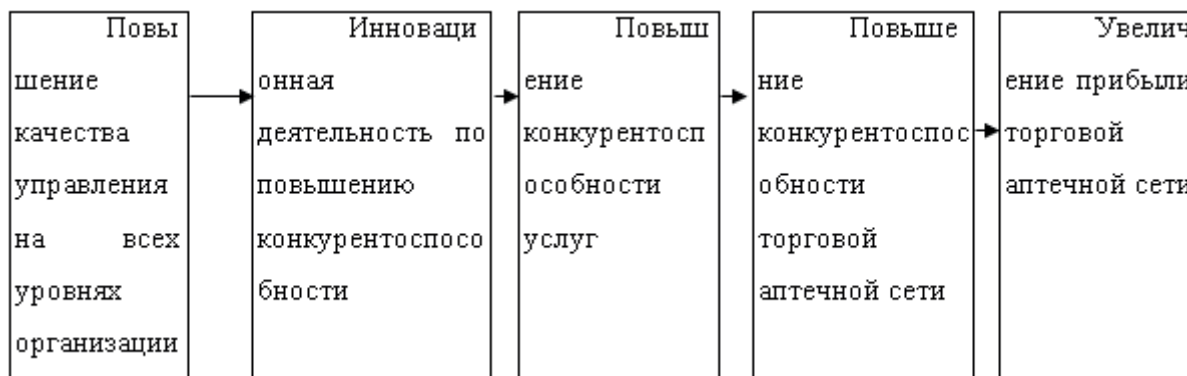 Повы
шение
качества
управления
на всех
уровнях
организации
Инноваци
онная
деятельность по
повышению
конкурентоспосо
бности
Повыш
ение
конкурентосп
особности
услуг
Повыше
ние
конкурентоспос
обности
торговой
аптечной сети
Увелич
ение прибыли
торговой
аптечной сети